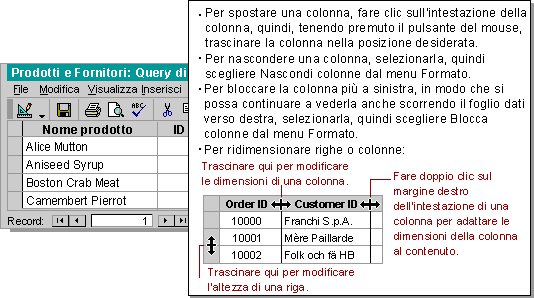 Prodotti e Fornitori: Query di
File Modifica Visualizza Inserisci
Nome prodotto ID
Alice Mutton
Aniseed Syrup
Boston Crab Meat
Camembert Pierrot
Record: 1
• Per spostare una colonna, fare clic sull'intestazione della
colonna, quindi, tenendo premuto il pulsante del mouse,
trascinare la colonna nella posizione desiderata.
• Per nascondere una colonna, selezionarla, quindi
scegliere Nascondi colonne dal menu Formato.
• Per bloccare la colonna più a sinistra, in modo che si
possa continuare a vederla anche scorrendo il foglio dati
verso destra, selezionarla, quindi scegliere Blocca
colonne dal menu Formato.
• Per ridimensionare righe o colonne:
Trascinare qui per modificare
le dimensioni di una colonna.
Order ID Customer ID
10000 Franchi S.p.A.
10001 Mère Paillarde
10002 Folk och fä HB
Trascinare qui per modificare
l'altezza di una riga.
Fare doppio clic sul
margine destro
dell'intestazione di una
colonna per adattare le
dimensioni della colonna
al contenuto.